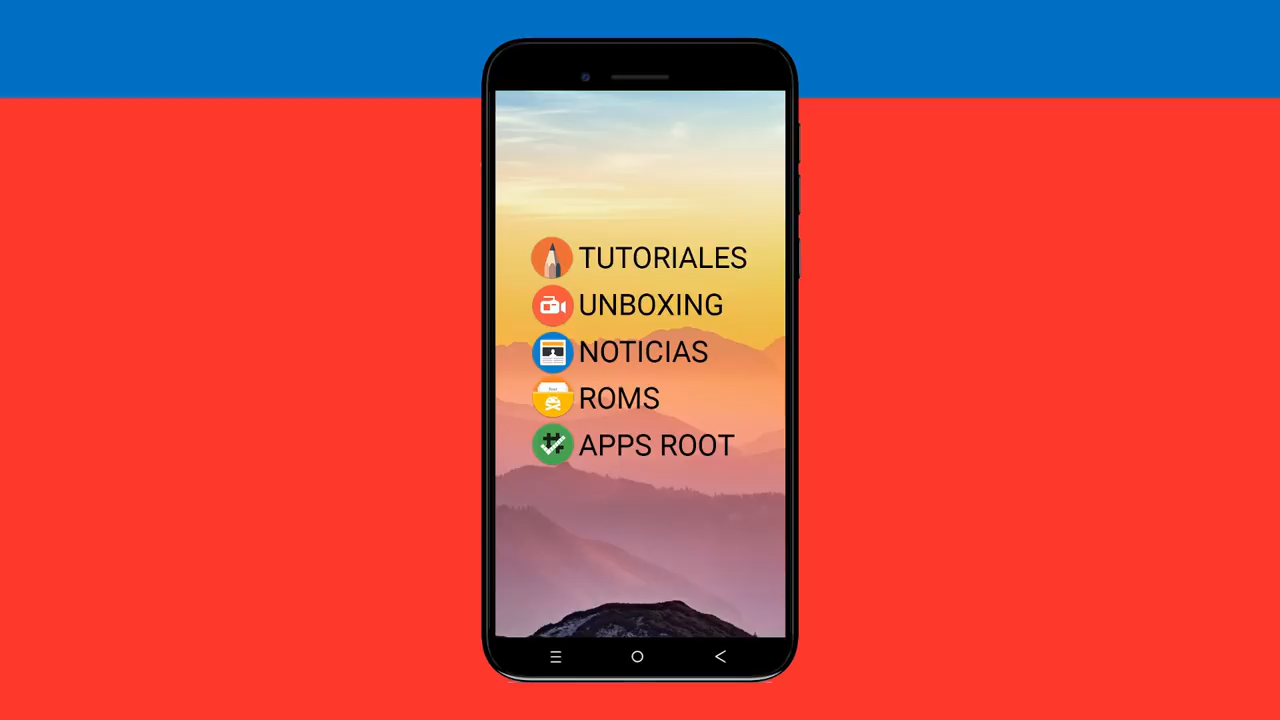 TUTORIALES
UNBOXING
NOTICIAS
ROMS
APPS ROOT